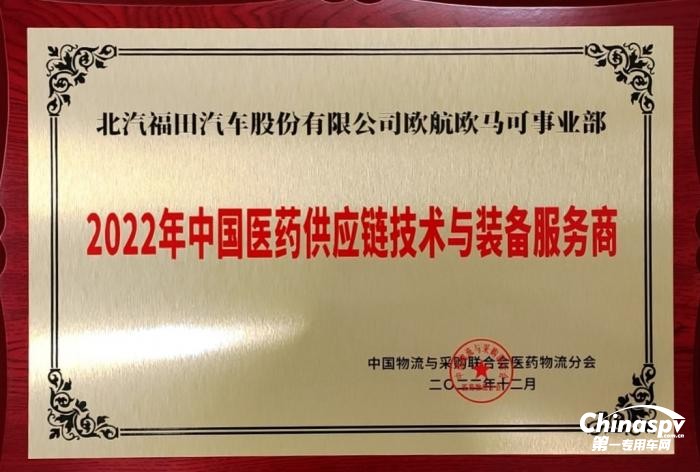 北汽福田汽车股份有限公司欧航欧马可事业部
2022年中国医药供应链技术与装备服务商
中国物流与采购联合会医药物流分会
二〇二二年十二月
Chinaspv
第一专用车网